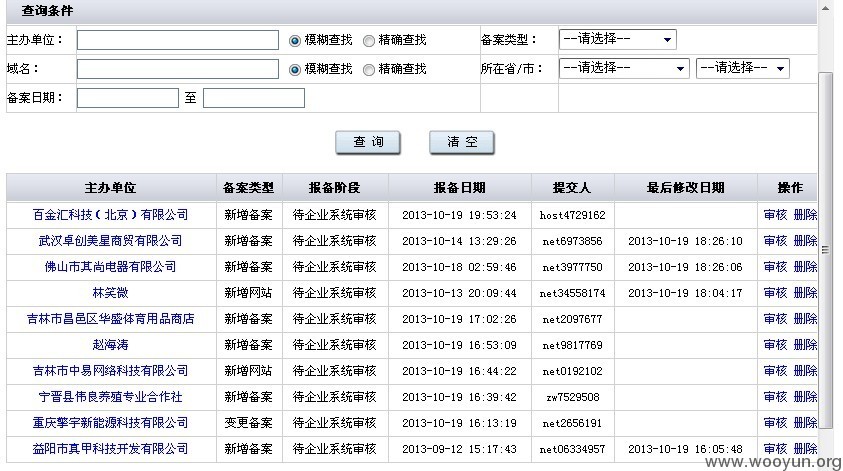 查询条件
主办单位： 模糊查找 精确查找 备案类型： --请选择--
域名： 模糊查找 精确查找 所在省/市： --请选择-- --请选择--
备案日期： 至
查 询 清 空
主办单位 备案类型 报备阶段 报备日期 提交人 最后修改日期 操作
百金汇科技（北京）有限公司 新增备案 待企业系统审核 2013-10-19 19:53:24 host4729162 审核 删除
武汉卓创美星商贸有限公司 新增备案 待企业系统审核 2013-10-14 13:29:26 net6973856 2013-10-19 18:26:10 审核 删除
佛山市其尚电器有限公司 新增备案 待企业系统审核 2013-10-18 02:59:46 net3977750 2013-10-19 18:26:06 审核 删除
林笑微 新增网站 待企业系统审核 2013-10-13 20:09:44 net34558174 2013-10-19 18:04:17 审核 删除
吉林市昌邑区华盛体育用品商店 新增备案 待企业系统审核 2013-10-19 17:02:26 net2097677 审核 删除
赵海涛 新增备案 待企业系统审核 2013-10-19 16:53:09 net9817769 审核 删除
吉林市中易网络科技有限公司 新增网站 待企业系统审核 2013-10-19 16:44:22 net0192102 审核 删除
宁晋县伟良养殖专业合作社 新增备案 待企业系统审核 2013-10-19 16:39:42 zw7529508 审核 删除
重庆擎宇新能源科技有限公司 变更备案 待企业系统审核 2013-10-19 16:13:19 net2656191 审核 删除
益阳市真甲科技开发有限公司 新增备案 待企业系统审核 2013-09-12 15:17:43 net06334957 2013-10-19 16:05:48 审核 删除
www.wooyun.org